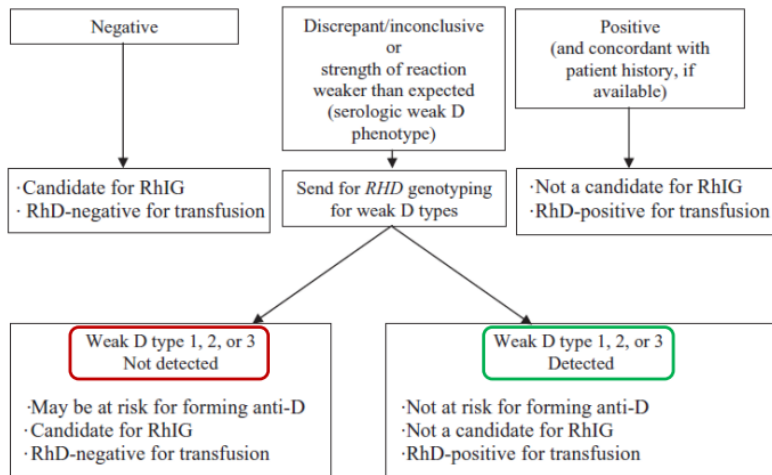 Negative
Discrepant/inconclusive
or
strength of reaction
weaker than expected
(serologic weak D
phenotype)
Positive
(and concordant with
patient history, if
available)
·Candidate for RhIG
· RhD-negative for transfusion
Send for RHD genotyping
for weak D types
·Not a candidate for RhIG
·RhD-positive for transfusion
Weak D type 1, 2, or 3
Not detected
·May be at risk for forming anti-D
·Candidate for RhIG
·RhD-negative for transfusion
Weak D type 1, 2, or 3
Detected
·Not at risk for forming anti-D
·Not a candidate for RhIG
·RhD-positive for transfusion